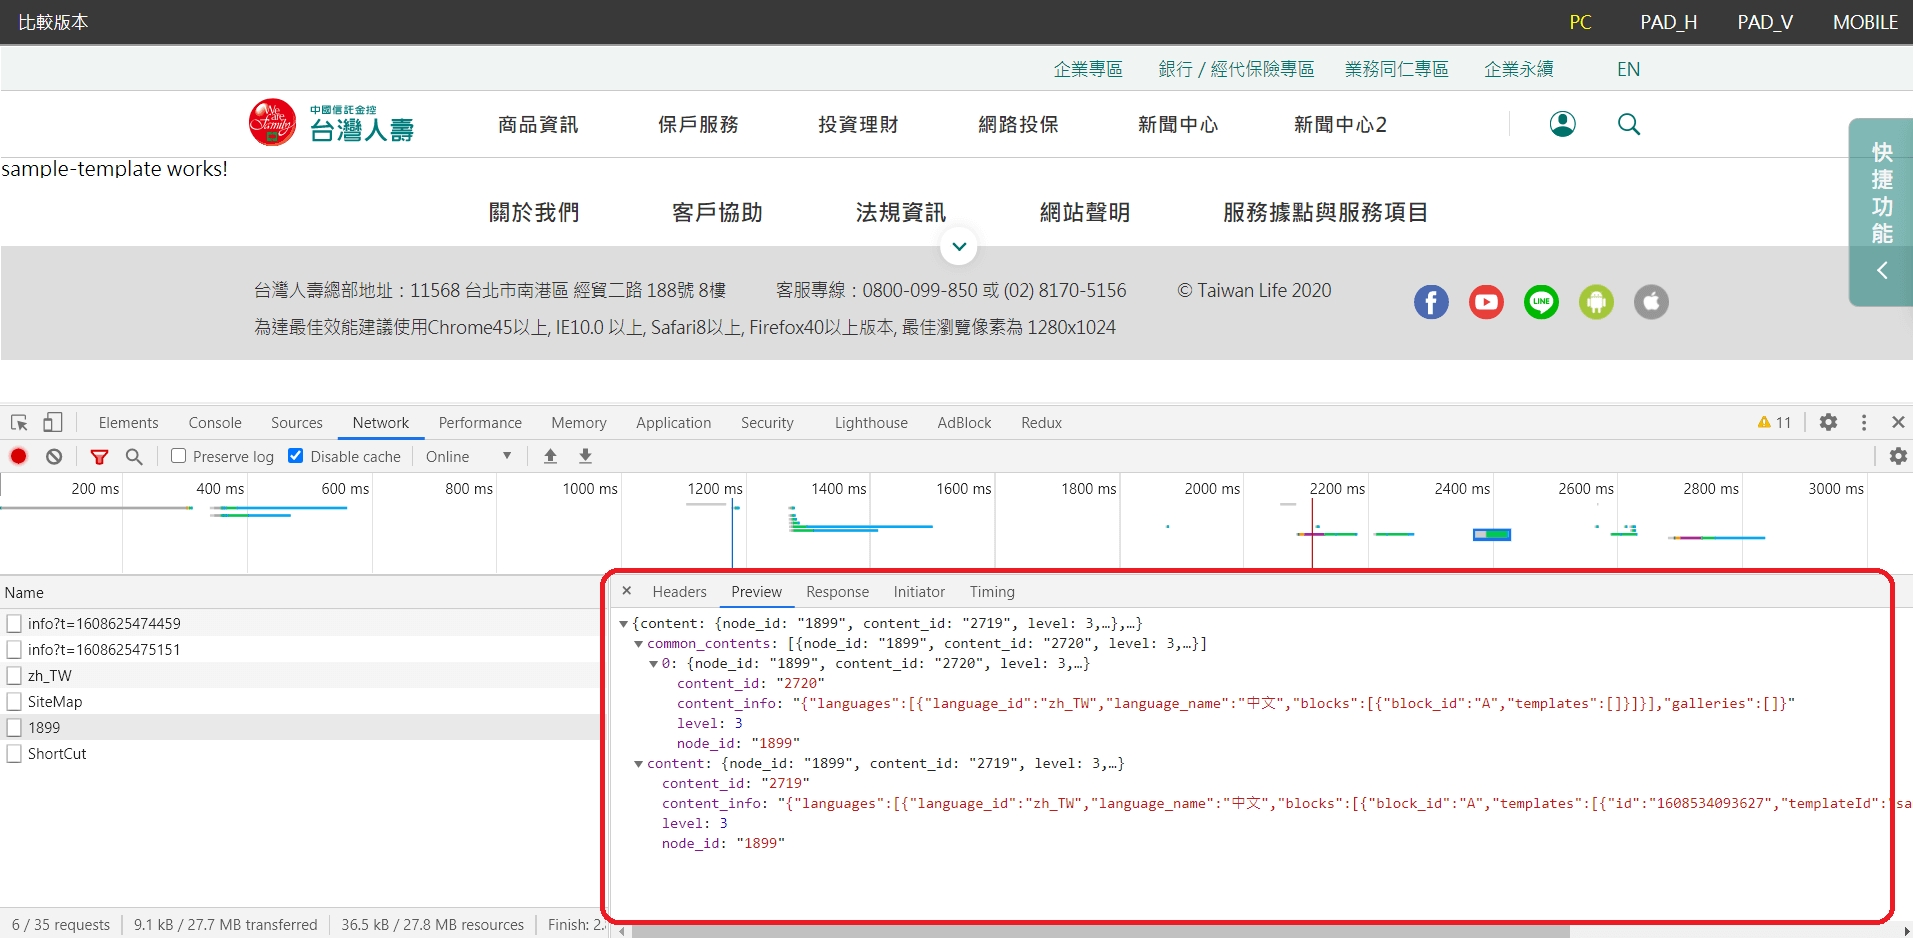 比較版本 PC PAD_H PAD_V MOBILE
企業專區 銀行 / 經代保險專區 業務同仁專區 企業永續 EN
We are Family 中國信託金控 台灣人壽 商品資訊 保戶服務 投資理財 網路投保 新聞中心 新聞中心2
快捷功能
sample-template works!
關於我們 客戶協助 法規資訊 網站聲明 服務據點與服務項目
台灣人壽總部地址：11568 台北市南港區 經貿二路 188號 8樓 客服專線：0800-099-850 或 (02) 8170-5156 © Taiwan Life 2020
LINE
為達最佳效能建議使用Chrome45以上, IE10.0 以上, Safari8以上, Firefox40以上版本, 最佳瀏覽像素為 1280x1024
Elements Console Sources Network Performance Memory Application Security Lighthouse AdBlock Redux 11
Preserve log Disable cache Online
200 ms 400 ms 600 ms 800 ms 1000 ms 1200 ms 1400 ms 1600 ms 1800 ms 2000 ms 2200 ms 2400 ms 2600 ms 2800 ms 3000 ms
Name
info?t=1608625474459
info?t=1608625475151
zh_TW
SiteMap
1899
ShortCut
6 / 35 requests 9.1 kB / 27.7 MB transferred 36.5 kB / 27.8 MB resources Finish: 2.
Headers Preview Response Initiator Timing
{content: {node_id: "1899", content_id: "2719", level: 3,…},…}
common_contents: [{node_id: "1899", content_id: "2720", level: 3,…}]
0: {node_id: "1899", content_id: "2720", level: 3,…}
content_id: "2720"
content_info: "{"languages":[{"language_id":"zh_TW","language_name":"中文","blocks":[{"block_id":"A","templates":[]}]}],"galleries":[]}"
level: 3
node_id: "1899"
content: {node_id: "1899", content_id: "2719", level: 3,…}
content_id: "2719"
content_info: "{"languages":[{"language_id":"zh_TW","language_name":"中文","blocks":[{"block_id":"A","templates":[{"id":"1608534093627","templateId":"sa
level: 3
node_id: "1899"